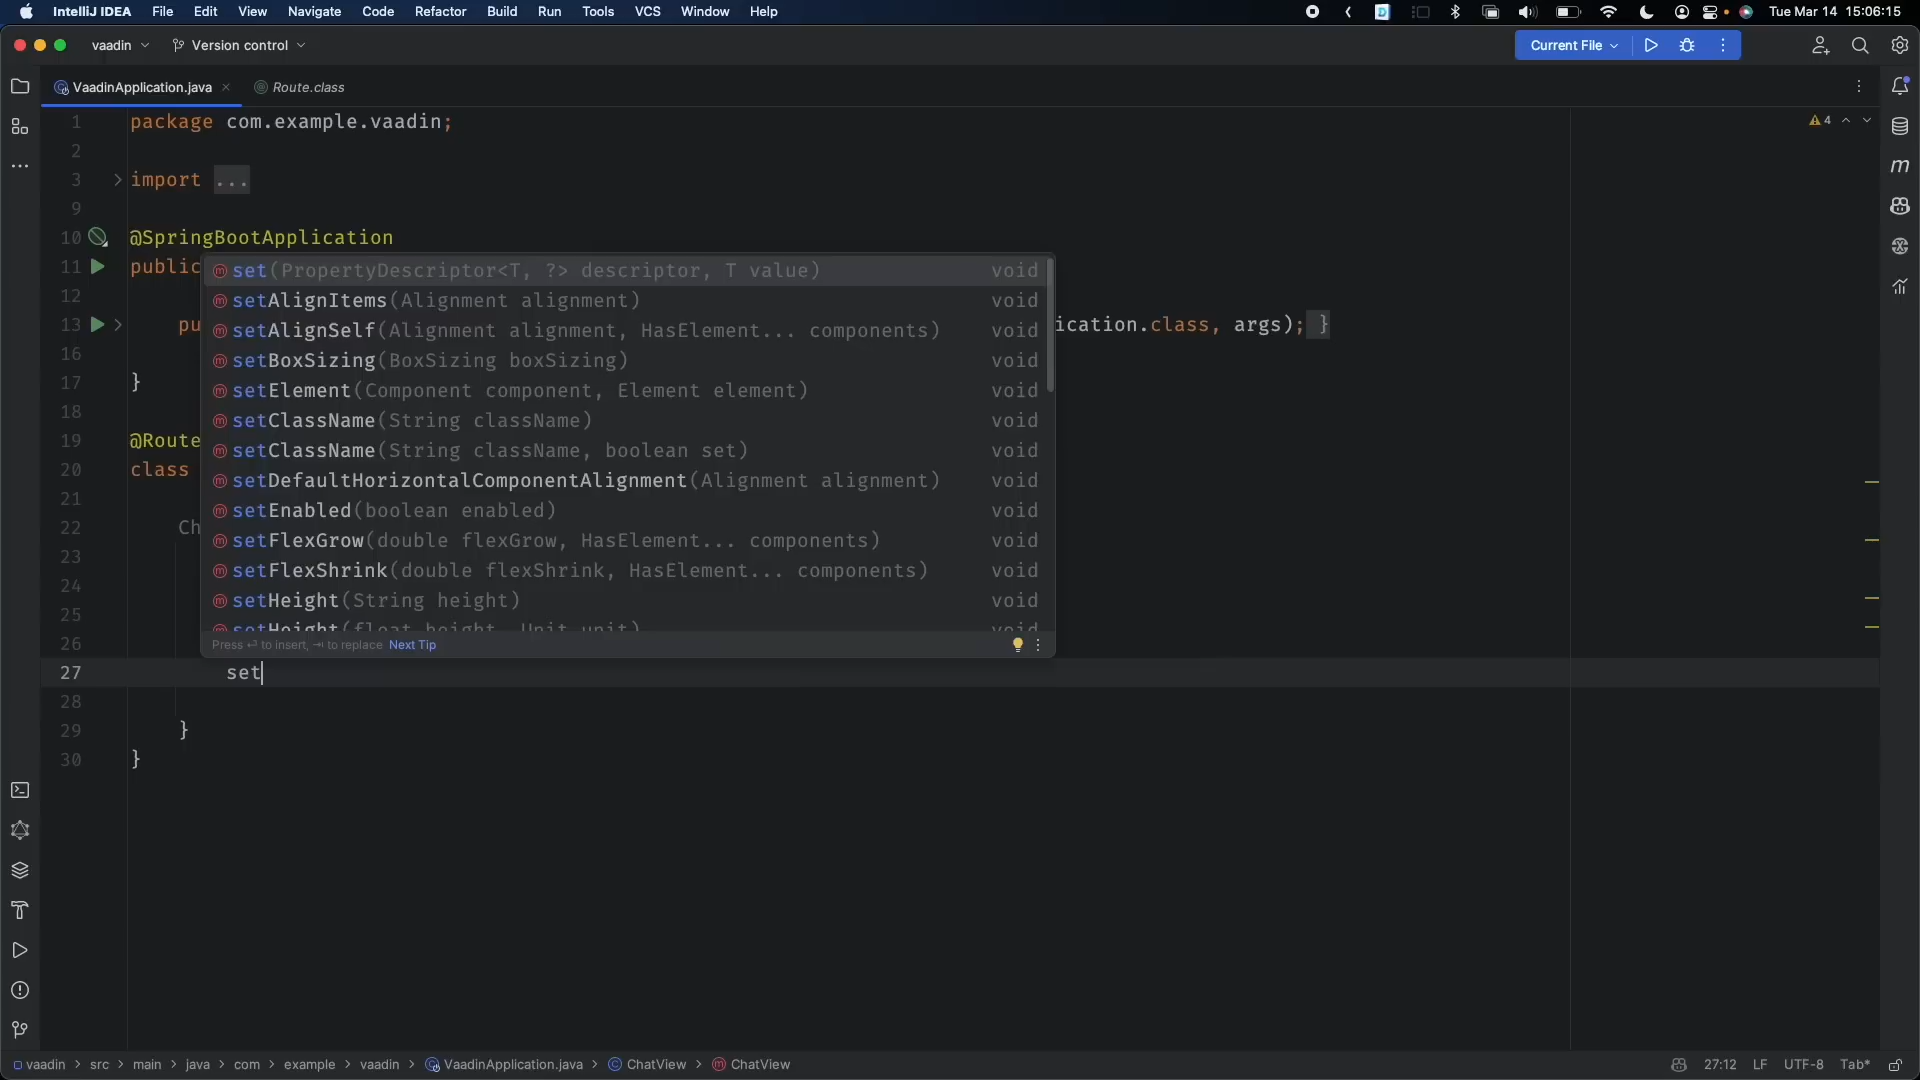 IntelliJ IDEA File Edit View Navigate Code Refactor Build Run Tools VCS Window Help Tue Mar 14 15:06:15
vaadin Version control Current File
VaadinApplication.java Route.class
1 package com.example.vaadin;
4
2
3 import ...
9
10 @SpringBootApplication
11 public
12
13 pu ication.class, args); }
16
17 }
18
19 @Route
20 class
21
22 Ch
23
24
25
26
set(PropertyDescriptor<T, ?> descriptor, T value) void
setAlignItems(Alignment alignment) void
setAlignSelf(Alignment alignment, HasElement... components) void
setBoxSizing(BoxSizing boxSizing) void
setElement(Component component, Element element) void
setClassName(String className) void
setClassName(String className, boolean set) void
setDefaultHorizontalComponentAlignment(Alignment alignment) void
setEnabled(boolean enabled) void
setFlexGrow(double flexGrow, HasElement... components) void
setFlexShrink(double flexShrink, HasElement... components) void
setHeight(String height) void
setHeight(float height, Unit unit) void
Press ↵ to insert, ⇥ to replace Next Tip
27 set
28
29 }
30 }
vaadin > src > main > java > com > example > vaadin > VaadinApplication.java > ChatView > ChatView 27:12 LF UTF-8 Tab*